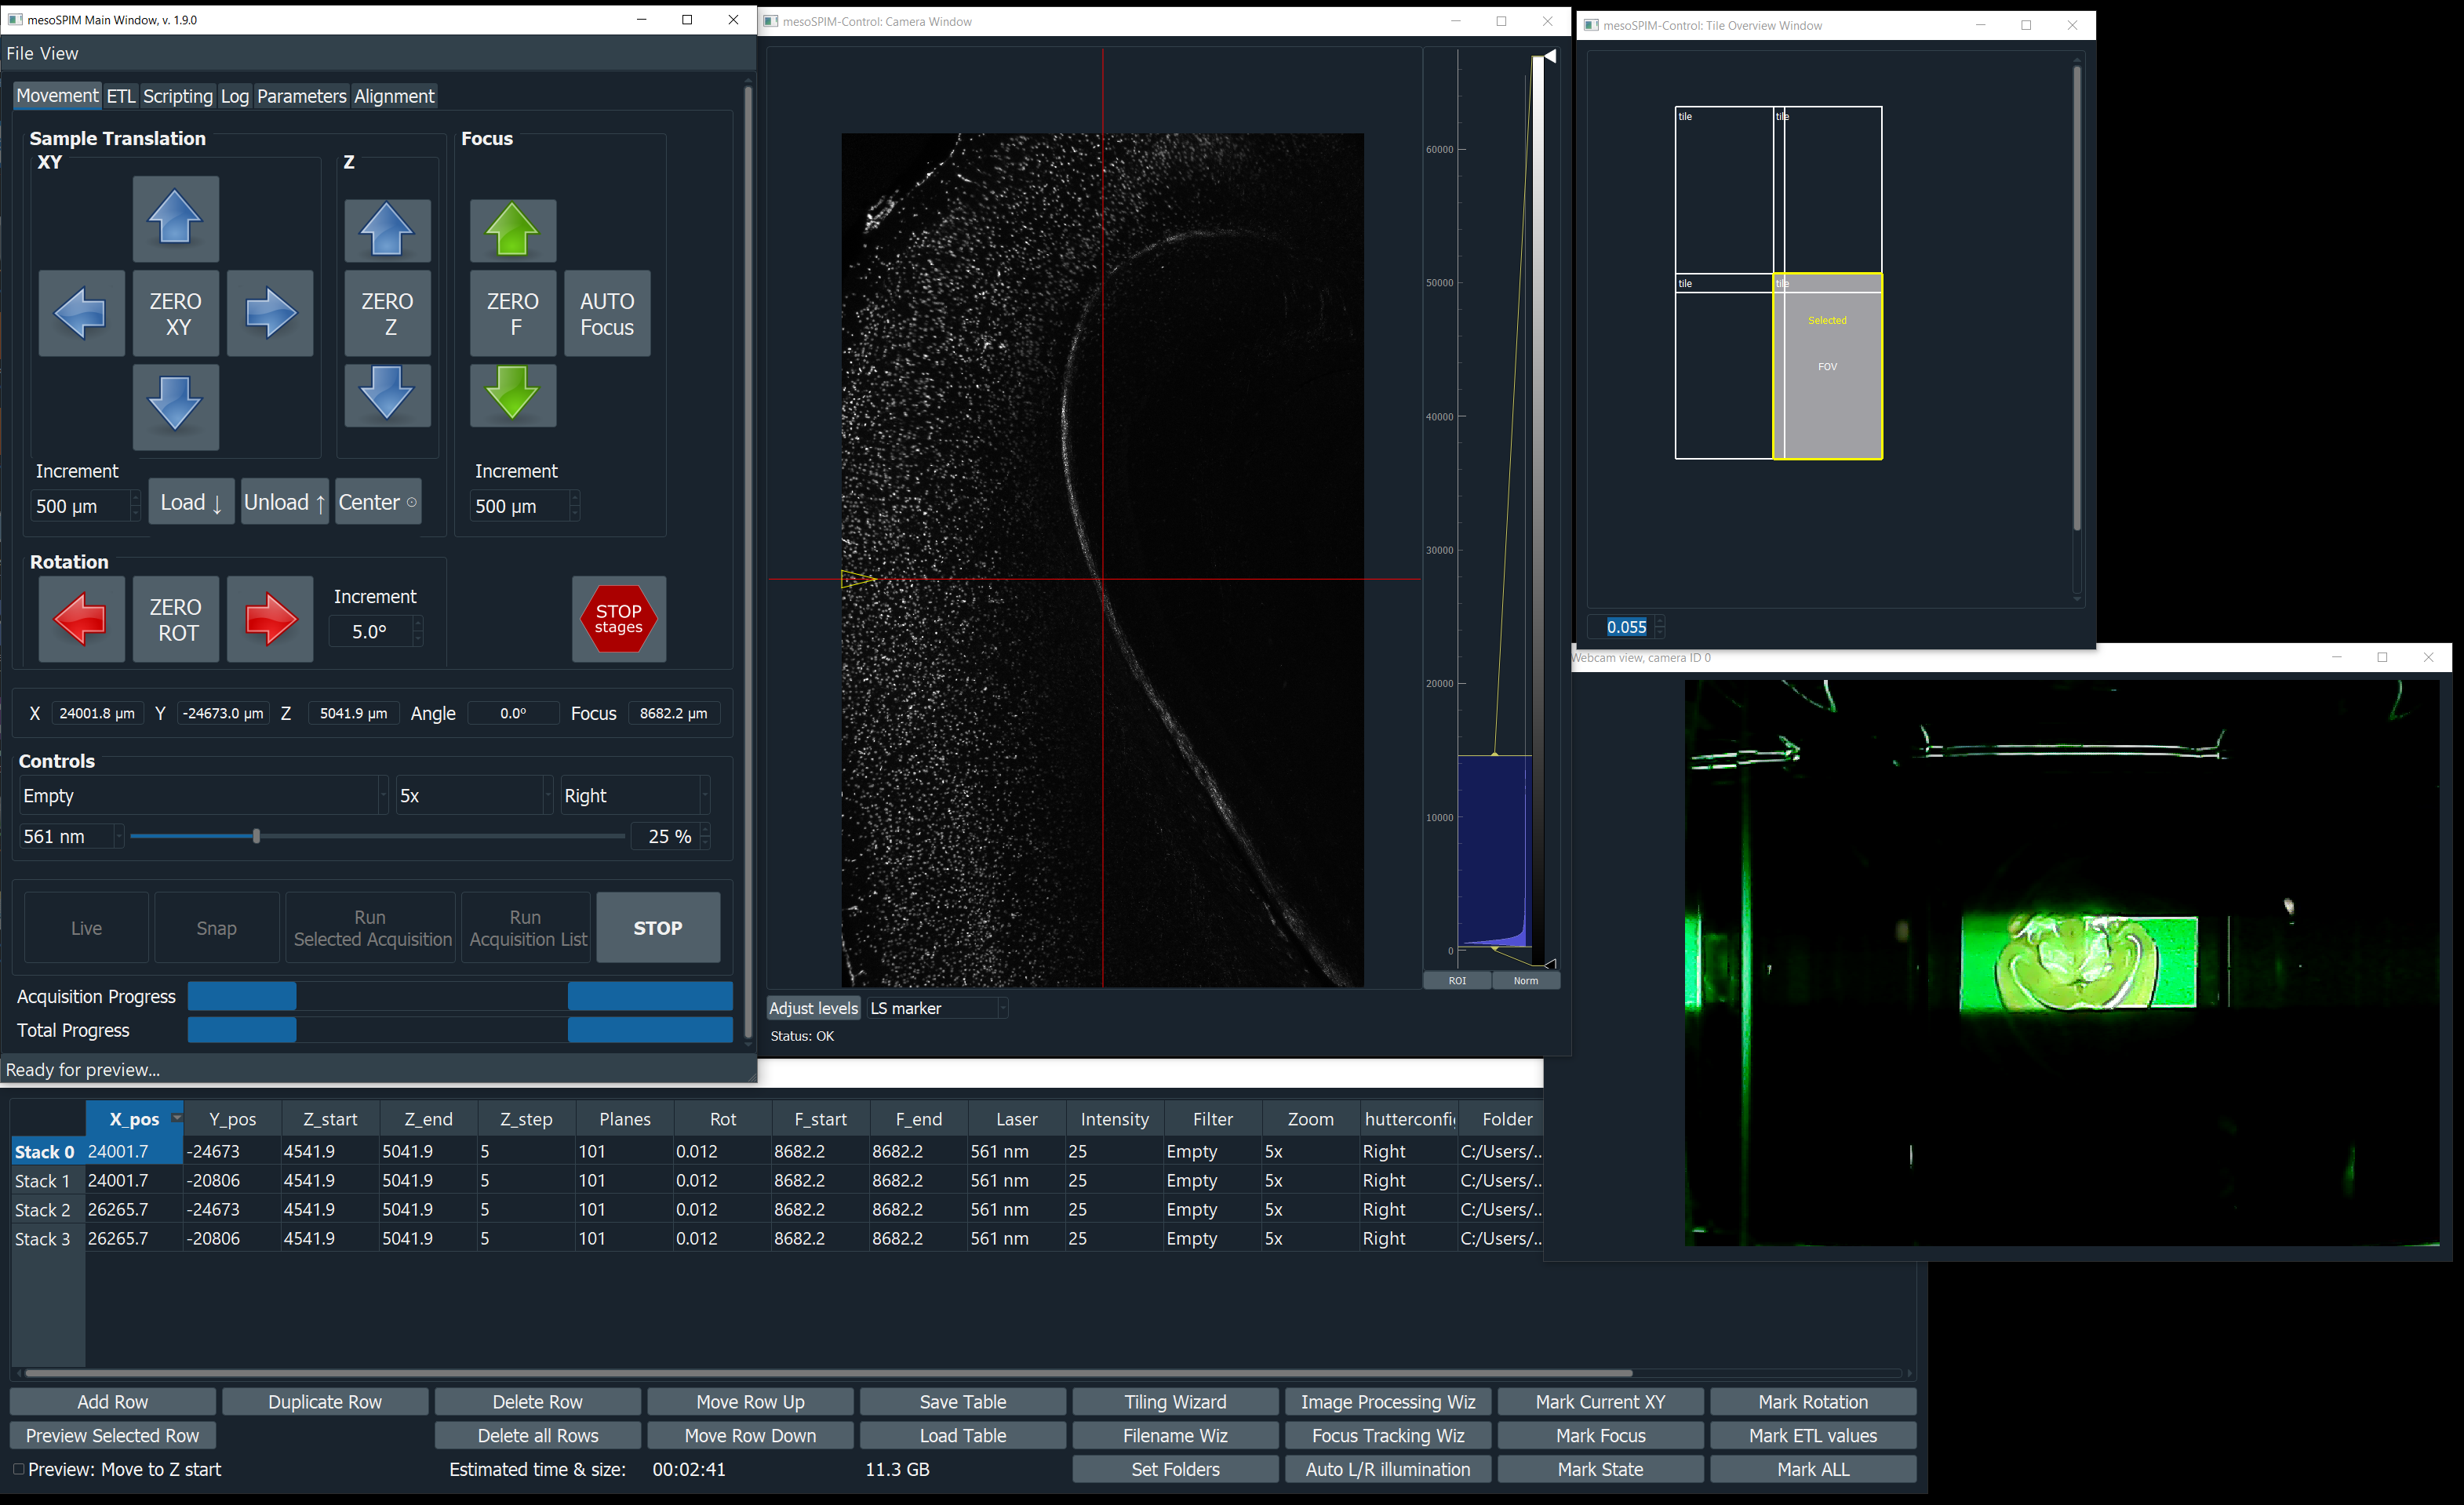 mesoSPIM Main Window, v. 1.9.0
File View
Movement ETL Scripting Log Parameters Alignment
Sample Translation
XY
Z
Focus
ZERO
XY
ZERO
Z
ZERO
F
AUTO
Focus
Increment
500 µm
Load ↓
Unload ↑
Center ⊙
Increment
500 µm
Rotation
ZERO
ROT
Increment
5.0°
STOP
stages
X 24001.8 µm Y -24673.0 µm Z 5041.9 µm Angle 0.0° Focus 8682.2 µm
Controls
Empty 5x Right
561 nm 25 %
Live
Snap
Run
Selected Acquisition
Run
Acquisition List
STOP
Acquisition Progress
Total Progress
Ready for preview...
mesoSPIM-Control: Camera Window
60000
50000
40000
30000
20000
10000
0
ROI Norm
Adjust levels LS marker
Status: OK
mesoSPIM-Control: Tile Overview Window
tile
tile
tile
tile
Selected
FOV
0.055
Webcam view, camera ID 0
X_pos Y_pos Z_start Z_end Z_step Planes Rot F_start F_end Laser Intensity Filter Zoom hutterconfi Folder
Stack 0 24001.7 -24673 4541.9 5041.9 5 101 0.012 8682.2 8682.2 561 nm 25 Empty 5x Right C:/Users/...
Stack 1 24001.7 -20806 4541.9 5041.9 5 101 0.012 8682.2 8682.2 561 nm 25 Empty 5x Right C:/Users/...
Stack 2 26265.7 -24673 4541.9 5041.9 5 101 0.012 8682.2 8682.2 561 nm 25 Empty 5x Right C:/Users/...
Stack 3 26265.7 -20806 4541.9 5041.9 5 101 0.012 8682.2 8682.2 561 nm 25 Empty 5x Right C:/Users/...
Add Row Duplicate Row Delete Row Move Row Up Save Table Tiling Wizard Image Processing Wiz Mark Current XY Mark Rotation
Preview Selected Row Delete all Rows Move Row Down Load Table Filename Wiz Focus Tracking Wiz Mark Focus Mark ETL values
Preview: Move to Z start Estimated time & size: 00:02:41 11.3 GB Set Folders Auto L/R illumination Mark State Mark ALL